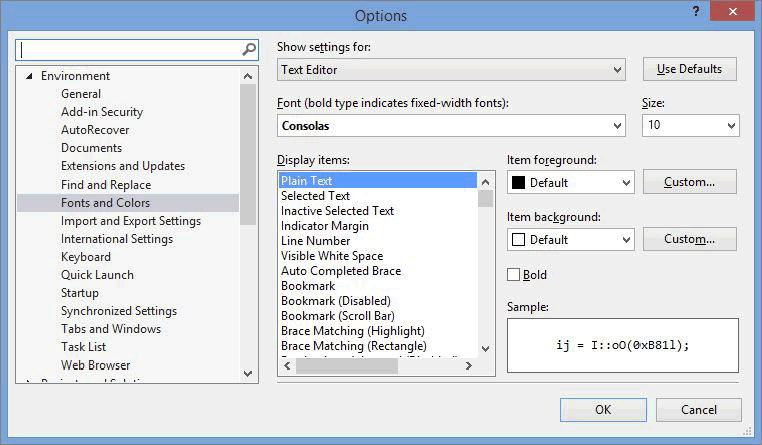 Options
?
Environment
General
Add-in Security
AutoRecover
Documents
Extensions and Updates
Find and Replace
Fonts and Colors
Import and Export Settings
International Settings
Keyboard
Quick Launch
Startup
Synchronized Settings
Tabs and Windows
Task List
Web Browser
Show settings for:
Text Editor
Use Defaults
Font (bold type indicates fixed-width fonts):
Size:
Consolas
10
Display items:
Plain Text
Selected Text
Inactive Selected Text
Indicator Margin
Line Number
Visible White Space
Auto Completed Brace
Bookmark
Bookmark (Disabled)
Bookmark (Scroll Bar)
Brace Matching (Highlight)
Brace Matching (Rectangle)
Item foreground:
Default
Custom...
Item background:
Default
Custom...
Bold
Sample:
ij = I::oO(0xB81l);
OK
Cancel